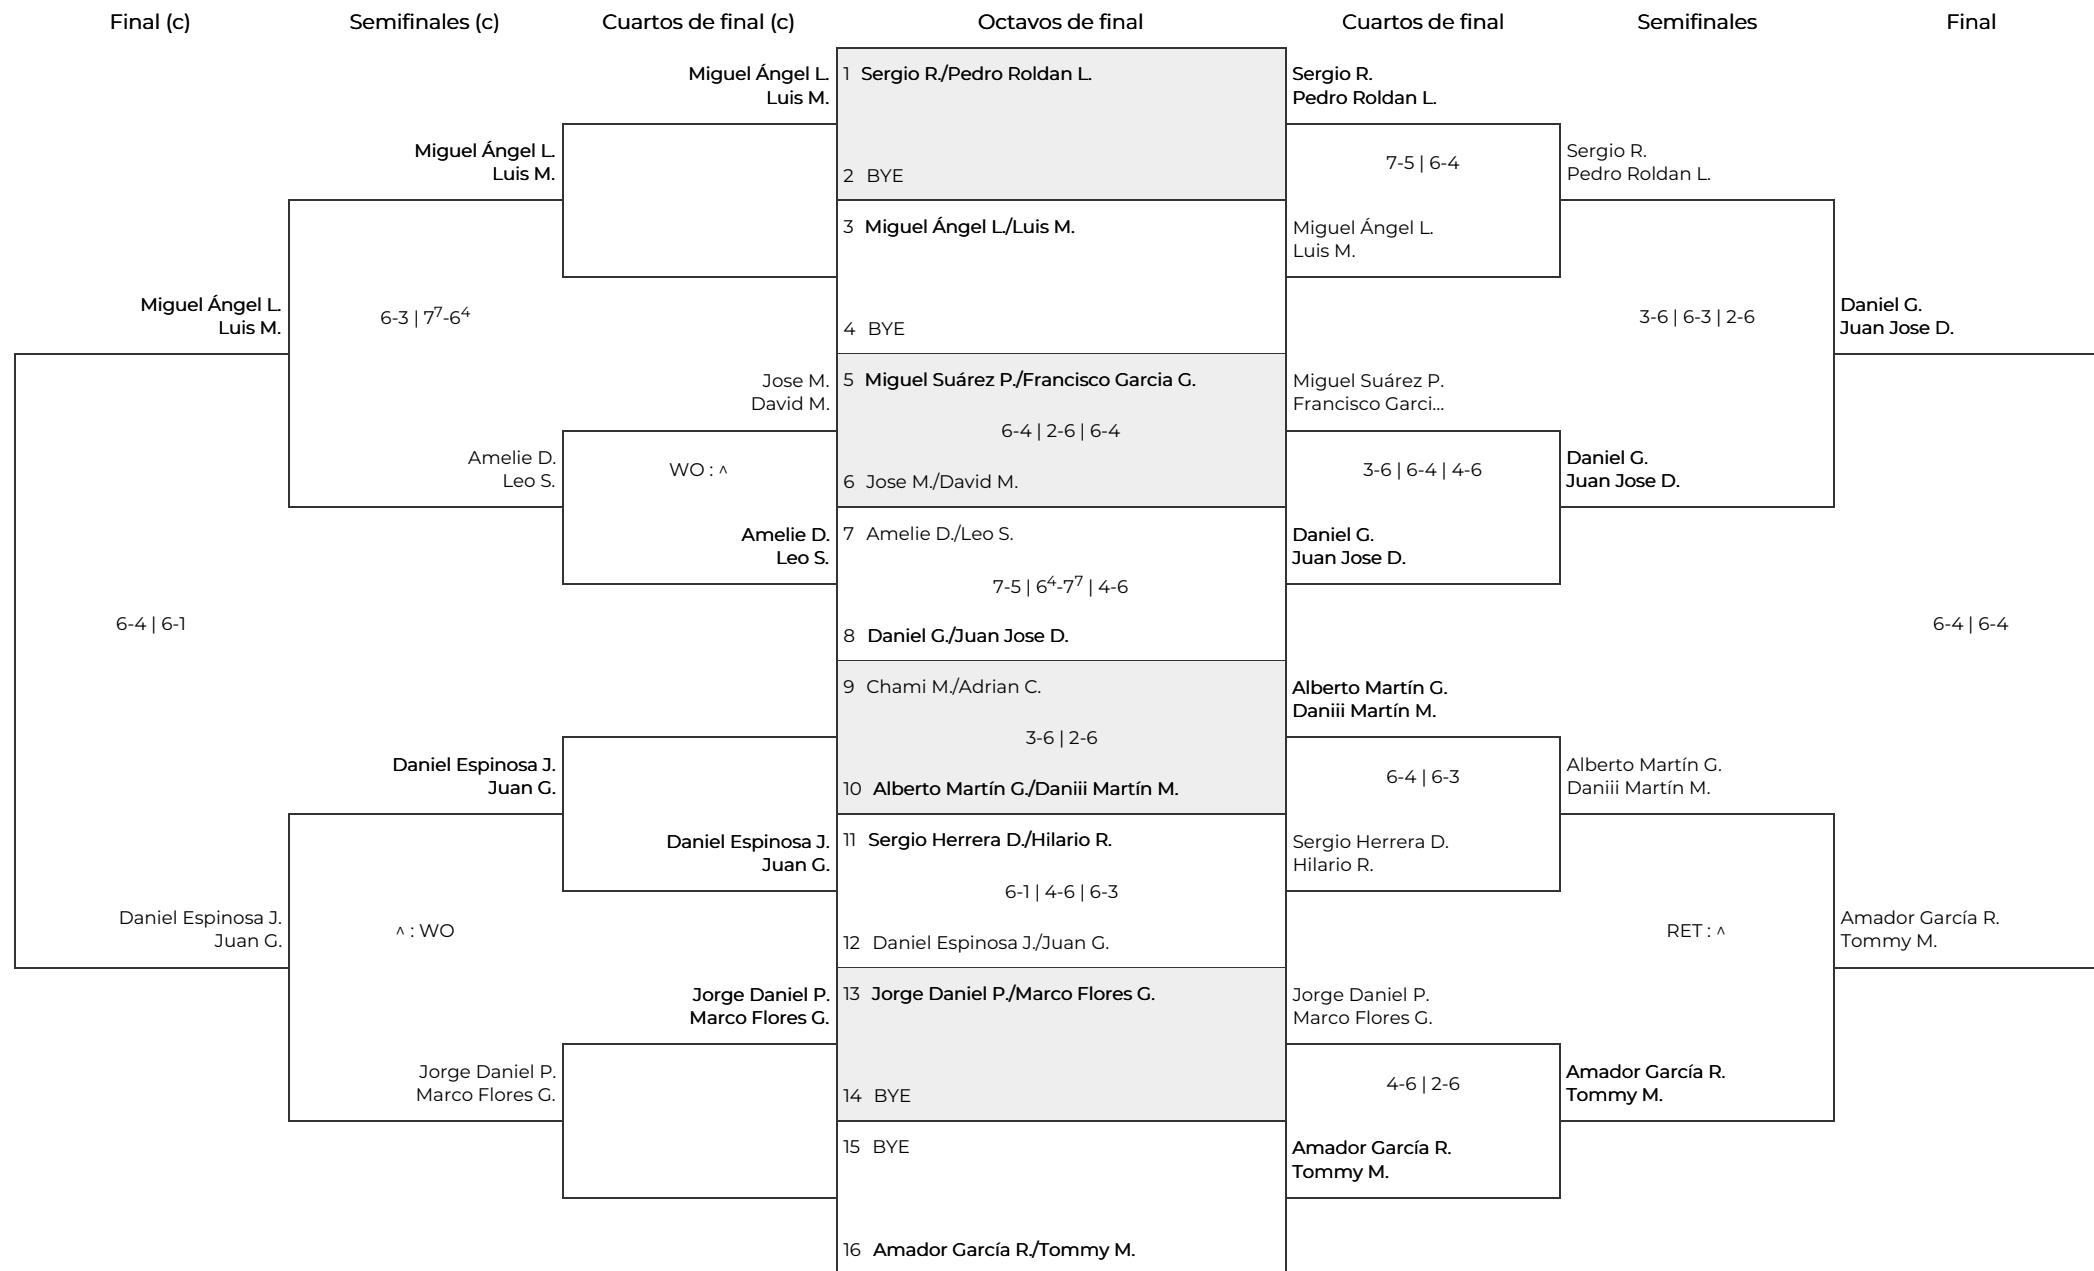 Final (c)
Semifinales (c)
Cuartos de final (c)
Octavos de final
Cuartos de final
Semifinales
Final
Miguel Ángel L.
Luis M.
6-4 | 6-1
Daniel Espinosa J.
Juan G.
Miguel Ángel L.
Luis M.
6-3 | 7⁷-6⁴
Amelie D.
Leo S.
Daniel Espinosa J.
Juan G.
^ : WO
Jorge Daniel P.
Marco Flores G.
Miguel Ángel L.
Luis M.
Jose M.
David M.
WO : ^
Amelie D.
Leo S.
Daniel Espinosa J.
Juan G.
Jorge Daniel P.
Marco Flores G.
1 Sergio R./Pedro Roldan L.
2 BYE
3 Miguel Ángel L./Luis M.
4 BYE
5 Miguel Suárez P./Francisco Garcia G.
6-4 | 2-6 | 6-4
6 Jose M./David M.
7 Amelie D./Leo S.
7-5 | 6⁴-7⁷ | 4-6
8 Daniel G./Juan Jose D.
9 Chami M./Adrian C.
3-6 | 2-6
10 Alberto Martín G./Daniii Martín M.
11 Sergio Herrera D./Hilario R.
6-1 | 4-6 | 6-3
12 Daniel Espinosa J./Juan G.
13 Jorge Daniel P./Marco Flores G.
14 BYE
15 BYE
16 Amador García R./Tommy M.
Sergio R.
Pedro Roldan L.
7-5 | 6-4
Miguel Ángel L.
Luis M.
Miguel Suárez P.
Francisco Garci...
3-6 | 6-4 | 4-6
Daniel G.
Juan Jose D.
Alberto Martín G.
Daniii Martín M.
6-4 | 6-3
Sergio Herrera D.
Hilario R.
Jorge Daniel P.
Marco Flores G.
4-6 | 2-6
Amador García R.
Tommy M.
Sergio R.
Pedro Roldan L.
3-6 | 6-3 | 2-6
Daniel G.
Juan Jose D.
Alberto Martín G.
Daniii Martín M.
RET : ^
Amador García R.
Tommy M.
Daniel G.
Juan Jose D.
6-4 | 6-4
Amador García R.
Tommy M.